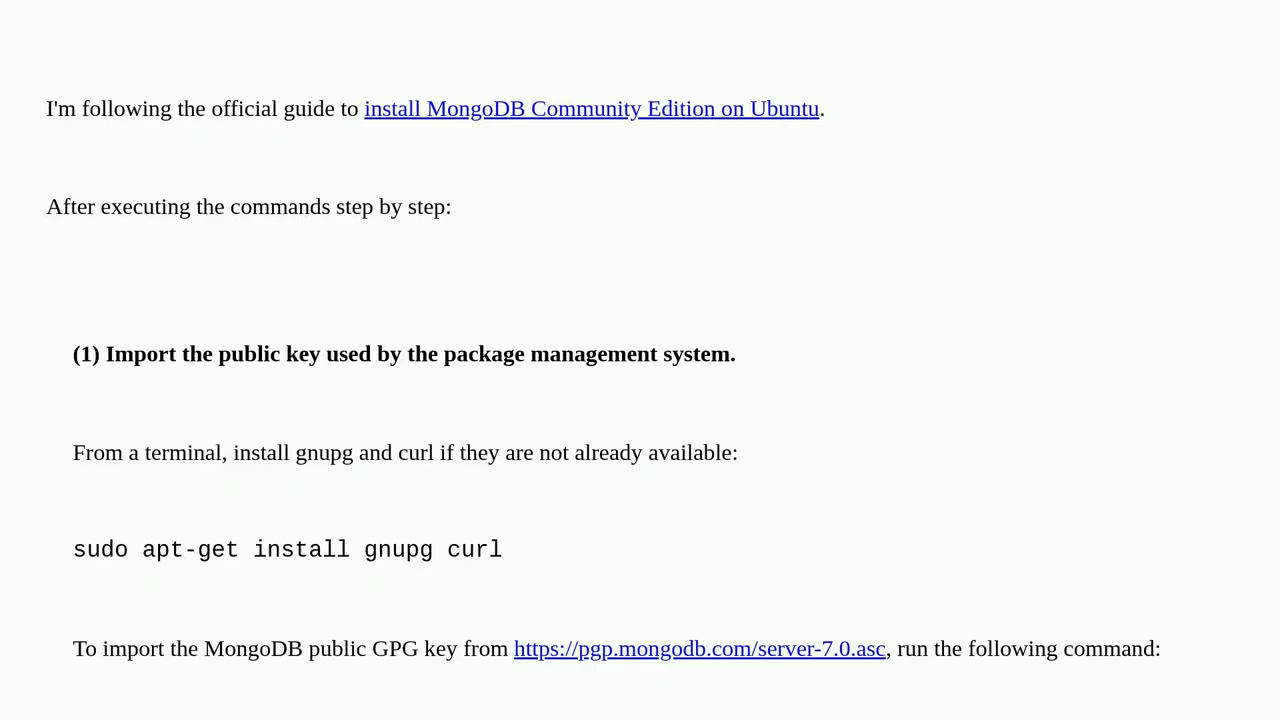 I'm following the official guide to install MongoDB Community Edition on Ubuntu.
After executing the commands step by step:
(1) Import the public key used by the package management system.
From a terminal, install gnupg and curl if they are not already available:
sudo apt-get install gnupg curl
To import the MongoDB public GPG key from https://pgp.mongodb.com/server-7.0.asc, run the following command: